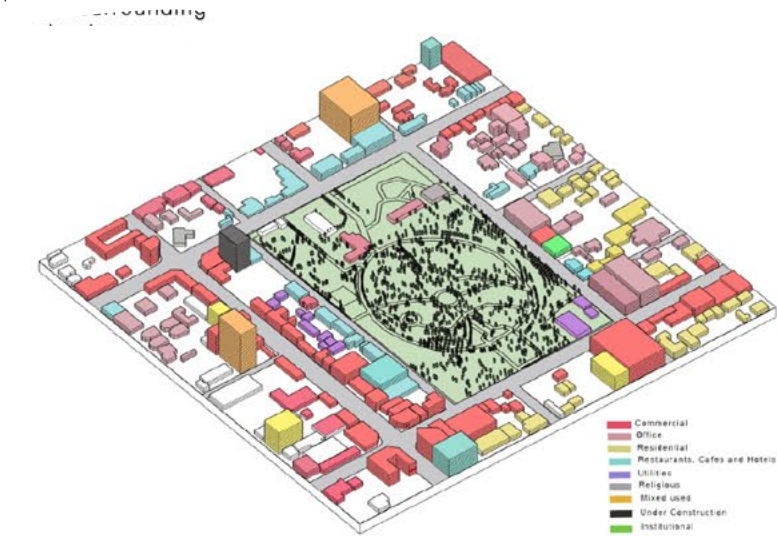 Commercial
Office
Residential
Restaurants, Cafes and Hotels
Utilities
Religious
Mixed used
Under Construction
Institutional